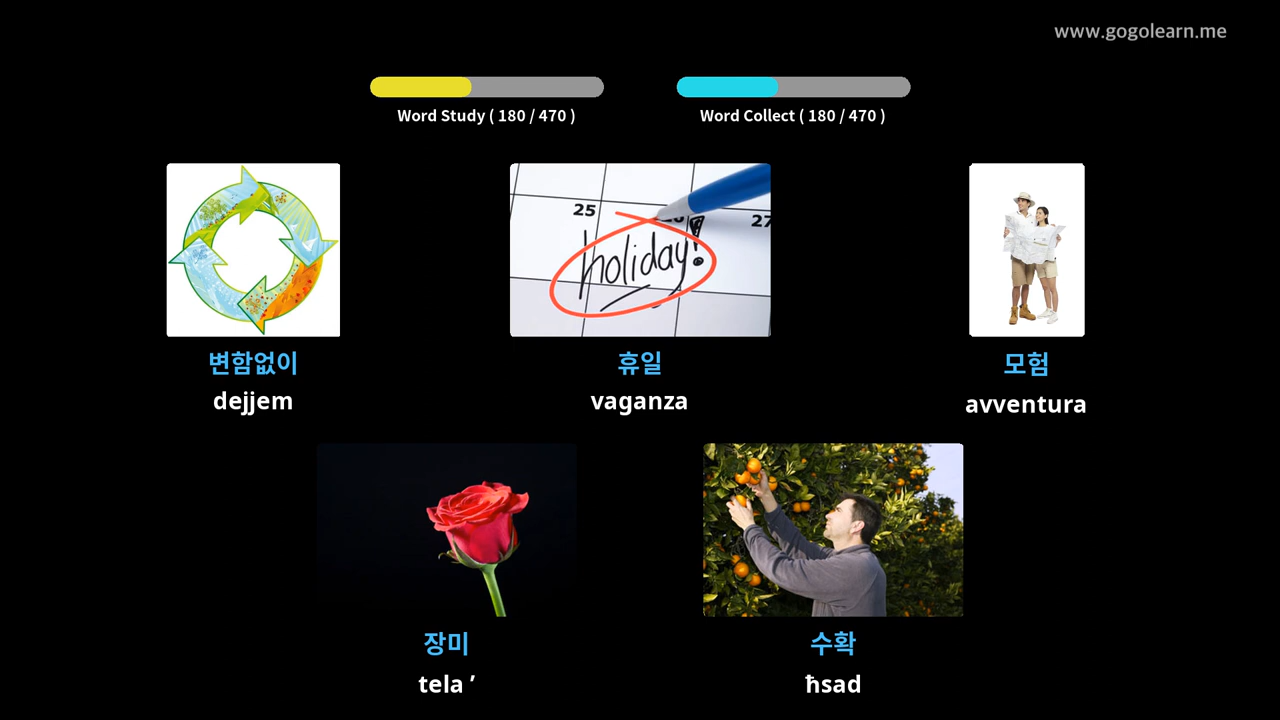 www.gogolearn.me
Word Study ( 180 / 470 )
Word Collect ( 180 / 470 )
25
27
holiday!
변함없이
휴일
모험
dejjem
vaganza
avventura
장미
수확
tela ’
ħsad